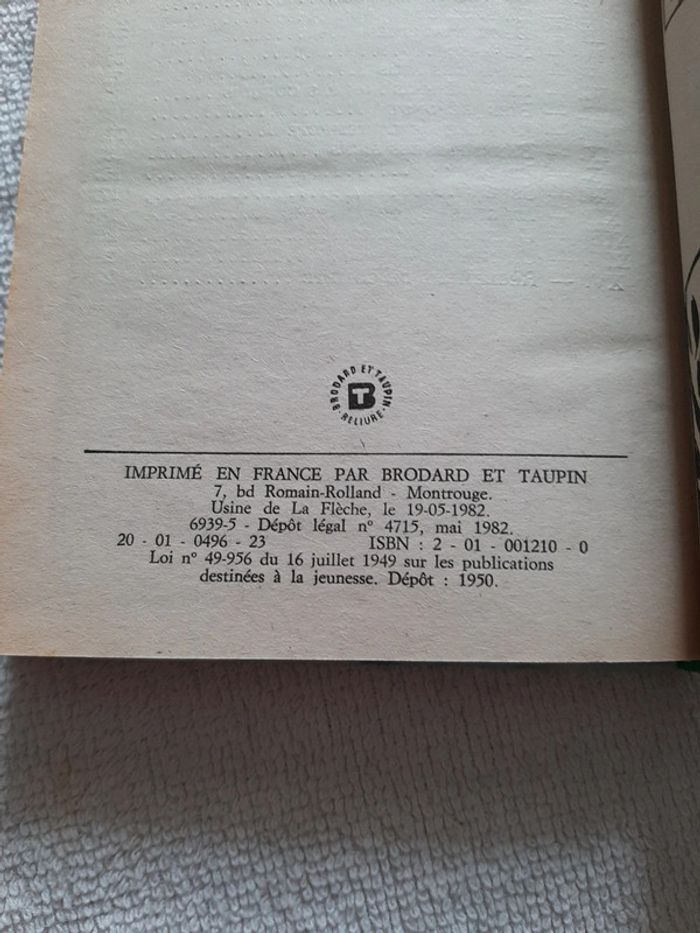 BRODARD ET TAUPIN
RELIURE
IMPRIMÉ EN FRANCE PAR BRODARD ET TAUPIN
7, bd Romain-Rolland - Montrouge.
Usine de La Flèche, le 19-05-1982.
6939-5 - Dépôt légal n° 4715, mai 1982.
20 - 01 - 0496 - 23 ISBN : 2 - 01 - 001210 - 0
Loi n° 49-956 du 16 juillet 1949 sur les publications
destinées à la jeunesse. Dépôt : 1950.